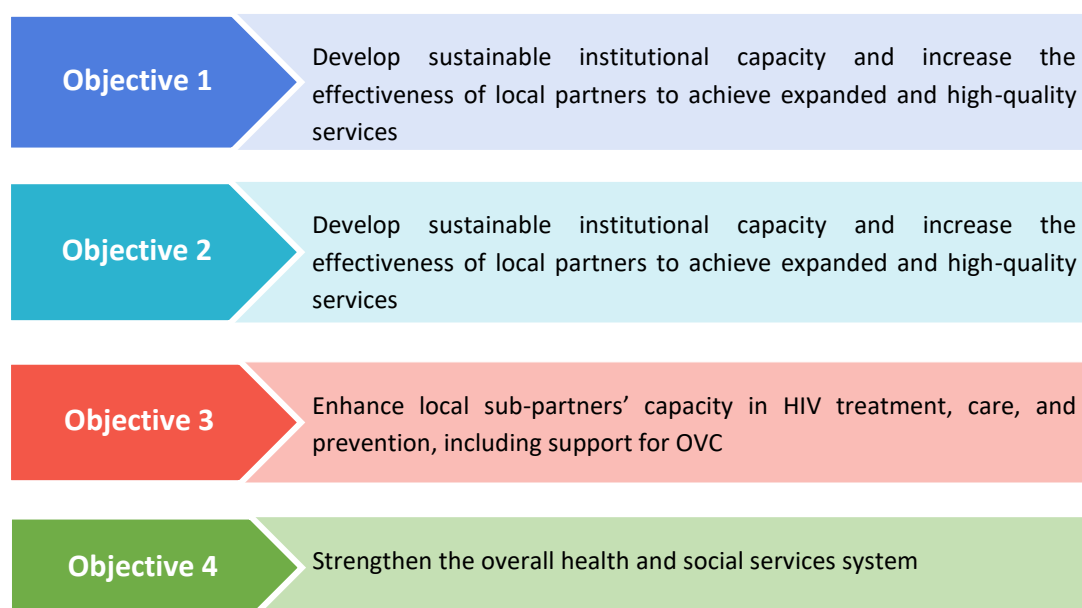 Objective 1
Develop sustainable institutional capacity and increase the
effectiveness of local partners to achieve expanded and high-quality
services
Objective 2
Develop sustainable institutional capacity and increase the
effectiveness of local partners to achieve expanded and high-quality
services
Objective 3
Enhance local sub-partners’ capacity in HIV treatment, care, and
prevention, including support for OVC
Objective 4
Strengthen the overall health and social services system